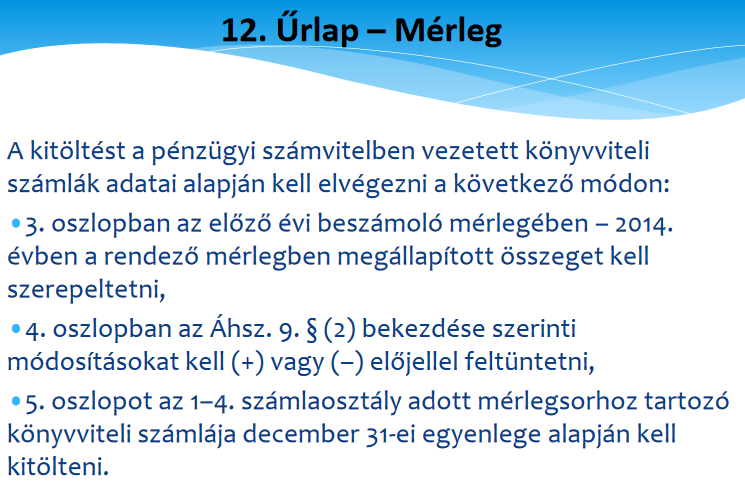 12. Űrlap – Mérleg
A kitöltést a pénzügyi számvitelben vezetett könyvviteli
számlák adatai alapján kell elvégezni a következő módon:
•3. oszlopban az előző évi beszámoló mérlegében – 2014.
évben a rendező mérlegben megállapított összeget kell
szerepeltetni,
•4. oszlopban az Áhsz. 9. § (2) bekezdése szerinti
módosításokat kell (+) vagy (−) előjellel feltüntetni,
•5. oszlopot az 1–4. számlaosztály adott mérlegsorhoz tartozó
könyvviteli számlája december 31-ei egyenlege alapján kell
kitölteni.